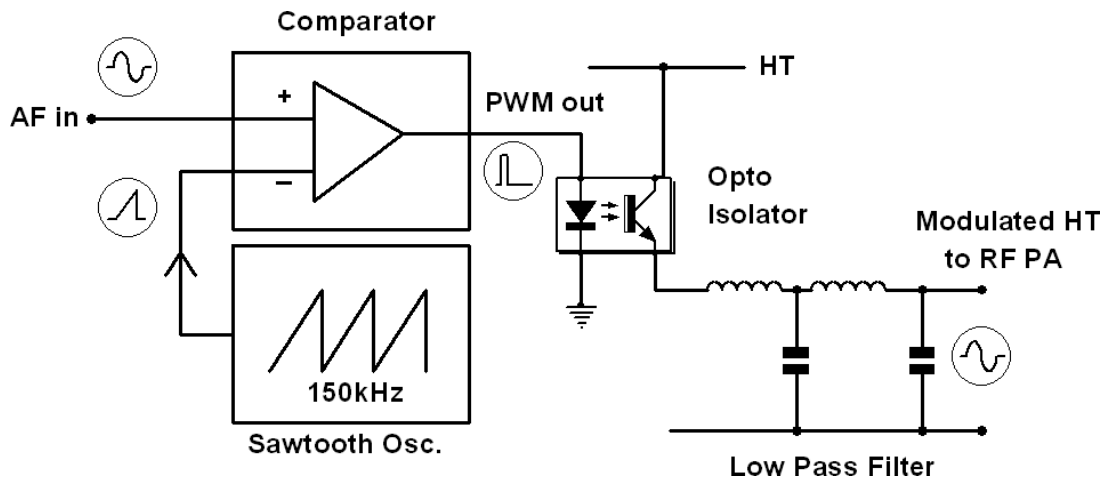 Comparator
HT
AF in
+
PWM out
−
Opto
Isolator
Modulated HT
to RF PA
150kHz
Sawtooth Osc.
Low Pass Filter